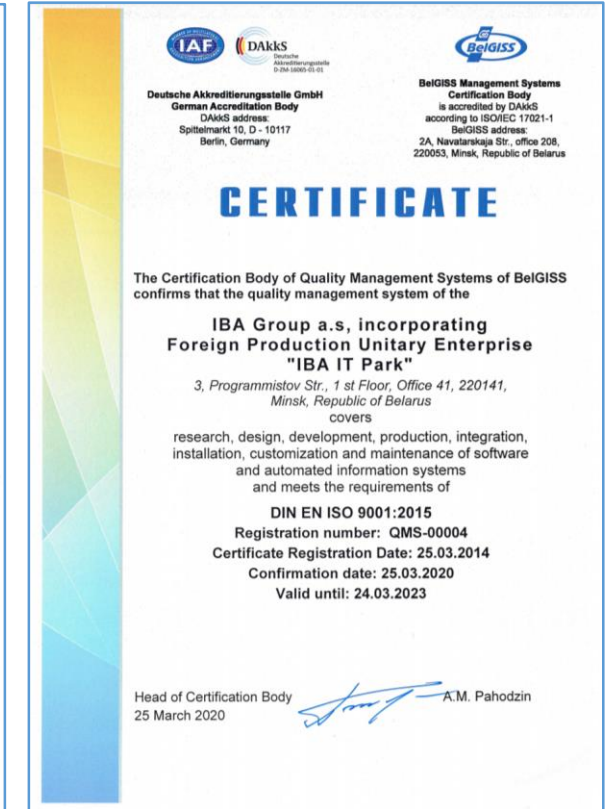 IAF
DAkkS
Deutsche
Akkreditierungsstelle
D-ZM-16065-01-01
BelGISS
Deutsche Akkreditierungsstelle GmbH
German Accreditation Body
DAkkS address:
Spittelmarkt 10, D - 10117
Berlin, Germany
BelGISS Management Systems
Certification Body
is accredited by DAkkS
according to ISO/IEC 17021-1
BelGISS address:
2A, Navatarskaja Str., office 208,
220053, Minsk, Republic of Belarus
CERTIFICATE
The Certification Body of Quality Management Systems of BelGISS
confirms that the quality management system of the
IBA Group a.s, incorporating
Foreign Production Unitary Enterprise
"IBA IT Park"
3, Programmistov Str., 1 st Floor, Office 41, 220141,
Minsk, Republic of Belarus
covers
research, design, development, production, integration,
installation, customization and maintenance of software
and automated information systems
and meets the requirements of
DIN EN ISO 9001:2015
Registration number: QMS-00004
Certificate Registration Date: 25.03.2014
Confirmation date: 25.03.2020
Valid until: 24.03.2023
Head of Certification Body
25 March 2020
A.M. Pahodzin